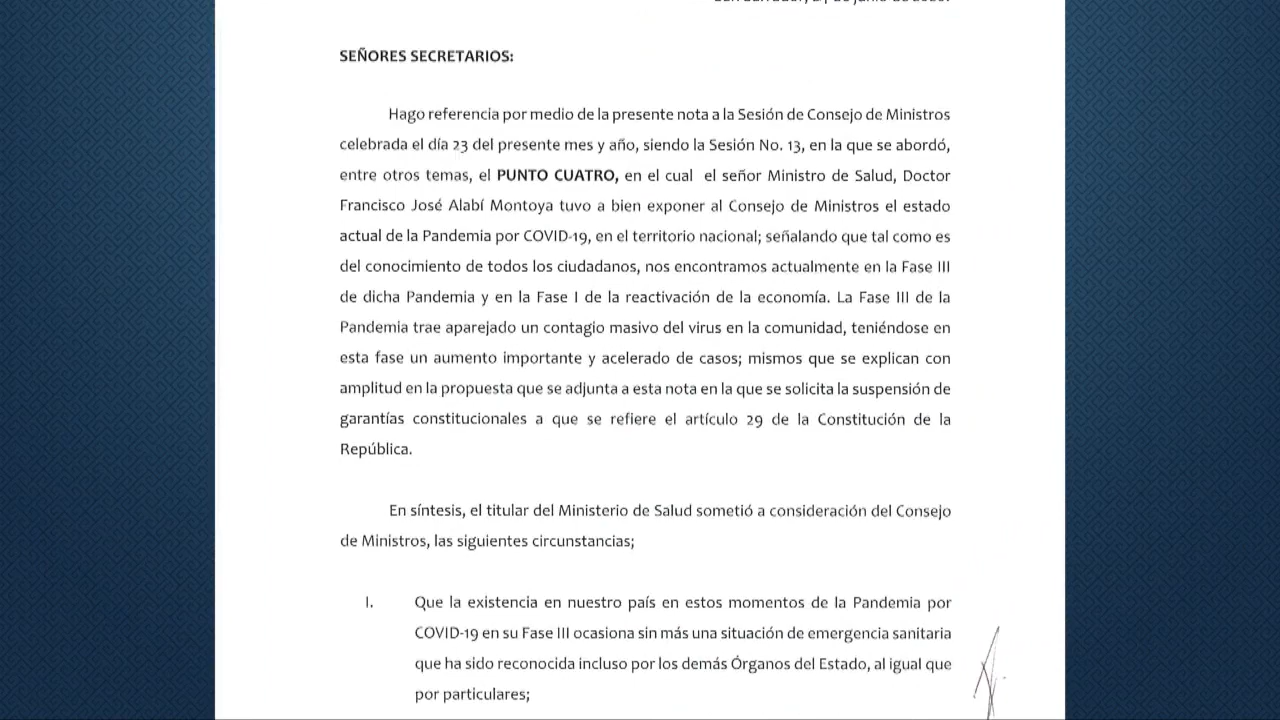 SEÑORES SECRETARIOS:
Hago referencia por medio de la presente nota a la Sesión de Consejo de Ministros
celebrada el día 23 del presente mes y año, siendo la Sesión No. 13, en la que se abordó,
entre otros temas, el PUNTO CUATRO, en el cual el señor Ministro de Salud, Doctor
Francisco José Alabí Montoya tuvo a bien exponer al Consejo de Ministros el estado
actual de la Pandemia por COVID-19, en el territorio nacional; señalando que tal como es
del conocimiento de todos los ciudadanos, nos encontramos actualmente en la Fase III
de dicha Pandemia y en la Fase I de la reactivación de la economía. La Fase III de la
Pandemia trae aparejado un contagio masivo del virus en la comunidad, teniéndose en
esta fase un aumento importante y acelerado de casos; mismos que se explican con
amplitud en la propuesta que se adjunta a esta nota en la que se solicita la suspensión de
garantías constitucionales a que se refiere el artículo 29 de la Constitución de la
República.
En síntesis, el titular del Ministerio de Salud sometió a consideración del Consejo
de Ministros, las siguientes circunstancias;
I. Que la existencia en nuestro país en estos momentos de la Pandemia por
COVID-19 en su Fase III ocasiona sin más una situación de emergencia sanitaria
que ha sido reconocida incluso por los demás Órganos del Estado, al igual que
por particulares;